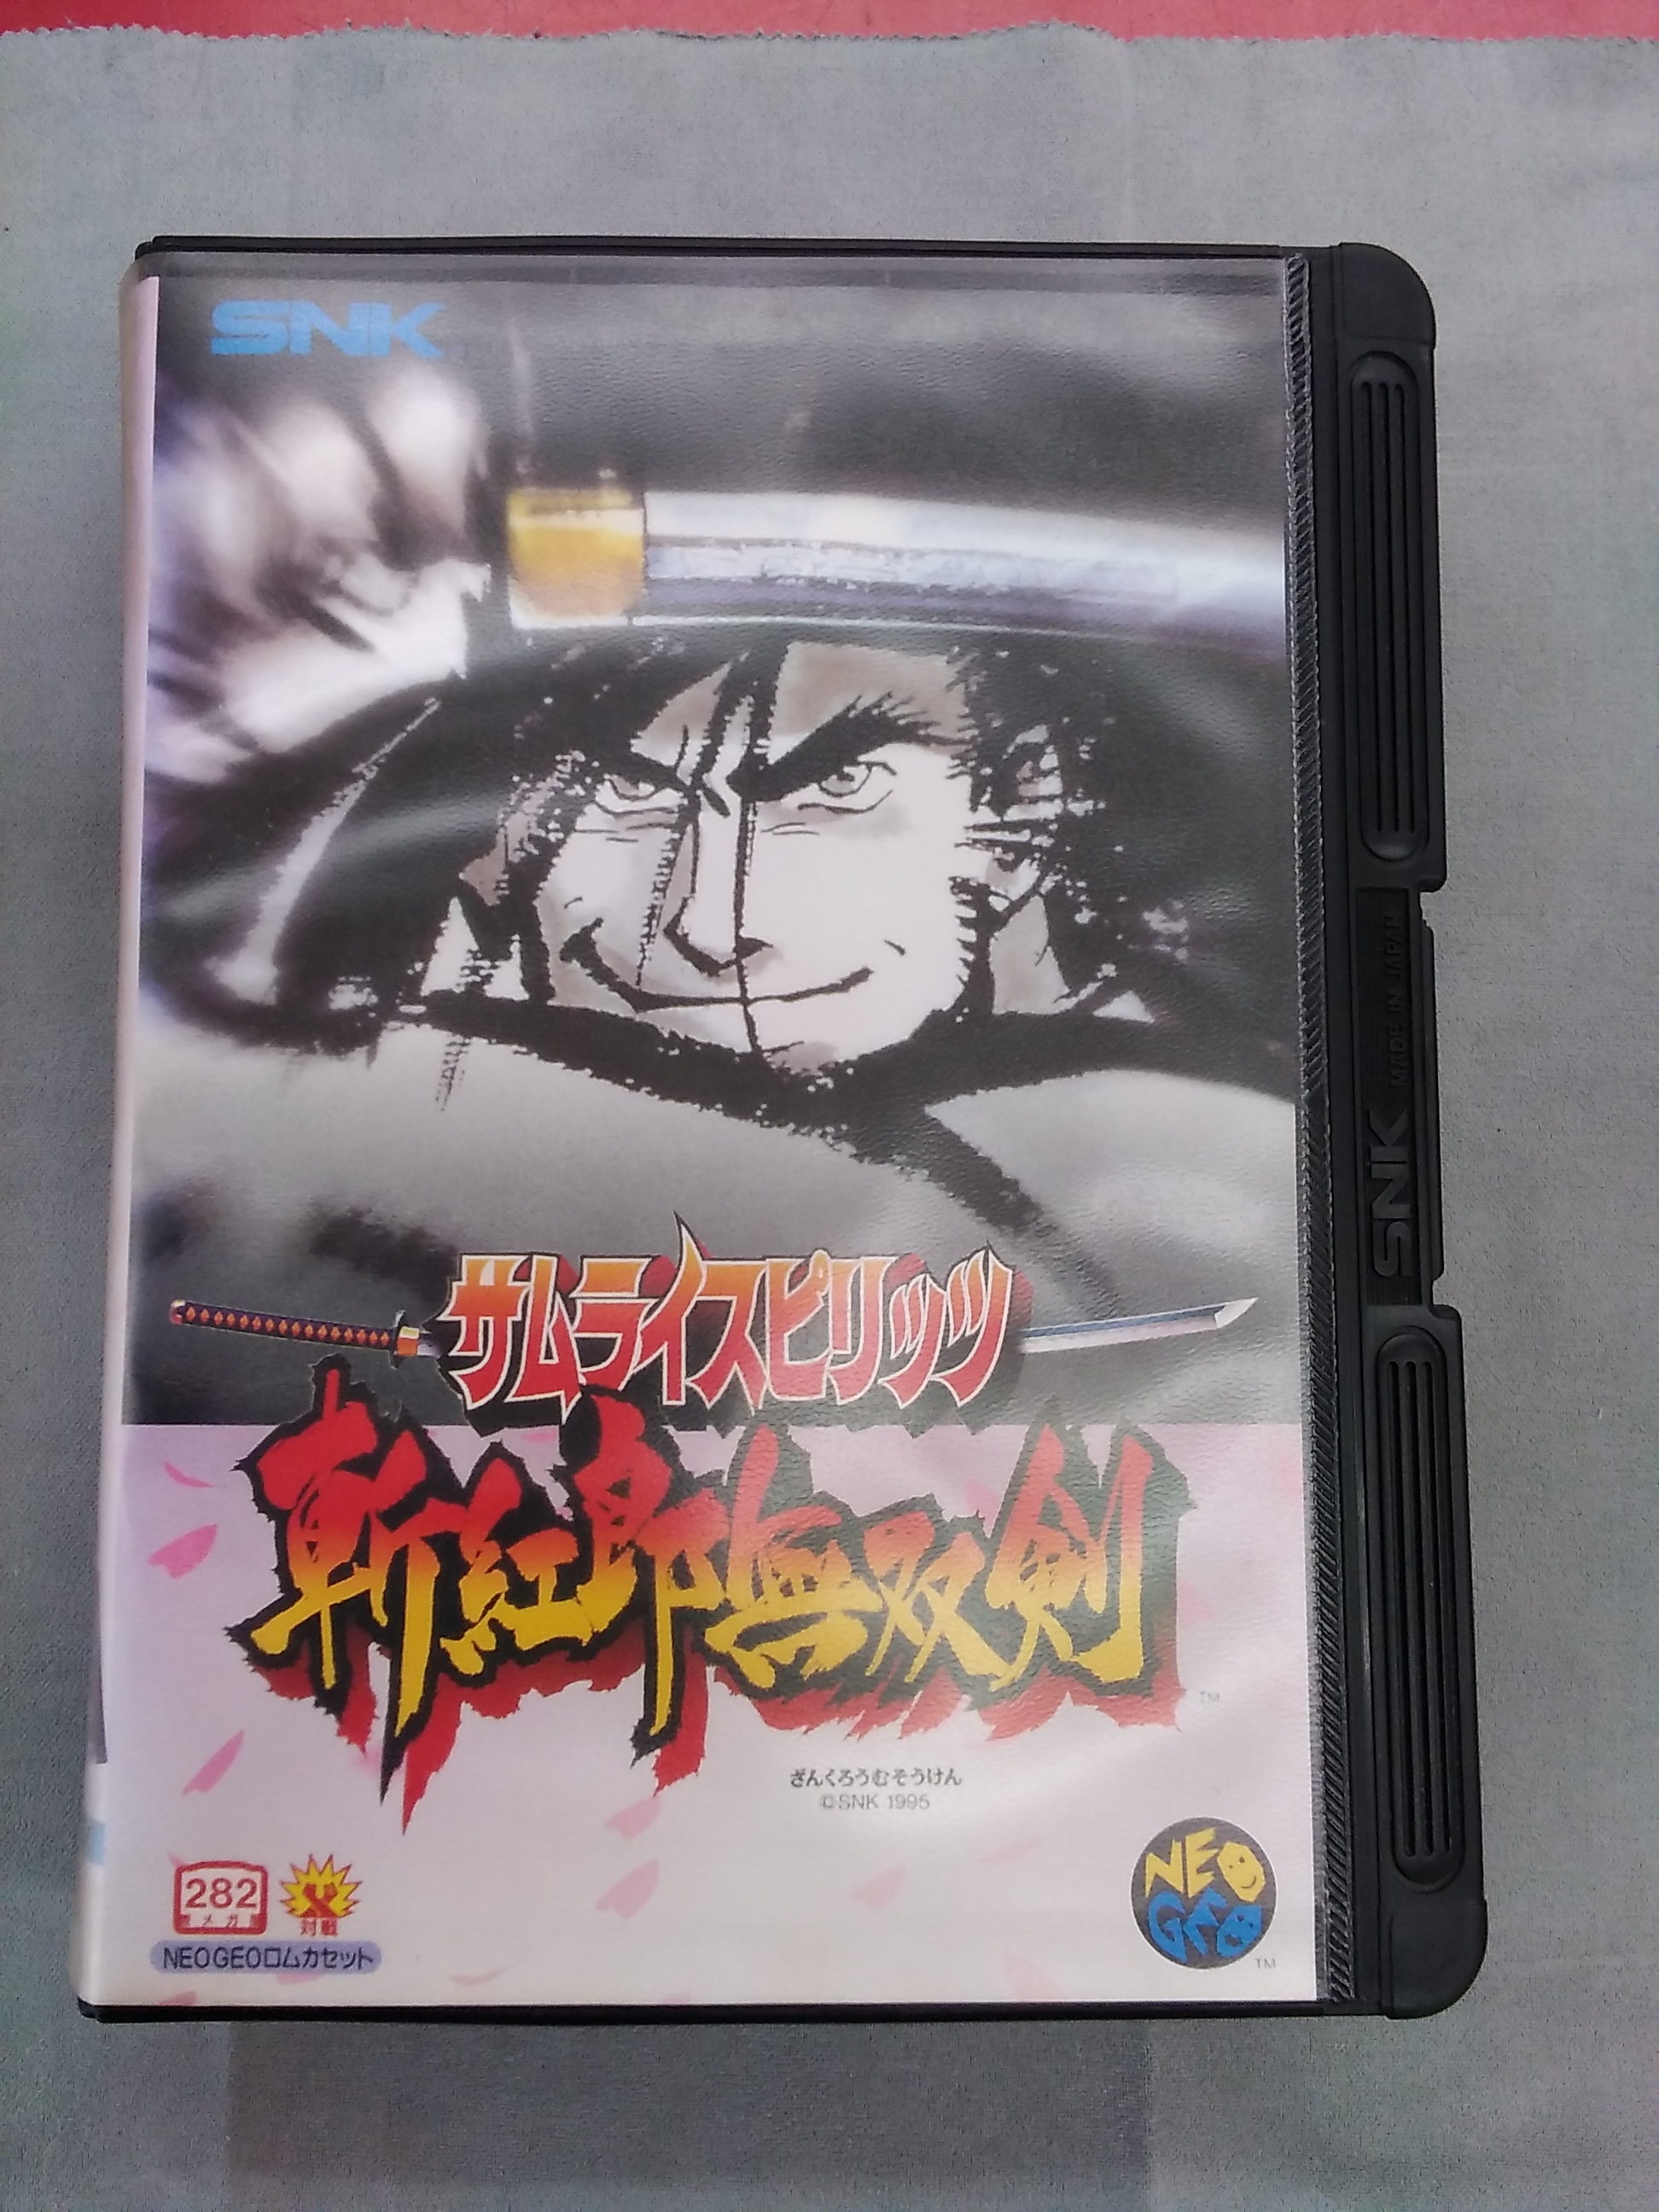 SNK
サムライスピリッツ
斬紅郎無双剣
TM
ざんくろうむそうけん
©SNK 1995
282
メガ
対戦
NEOGEOロムカセット
NEO
GEO
TM
SNK MADE IN JAPAN